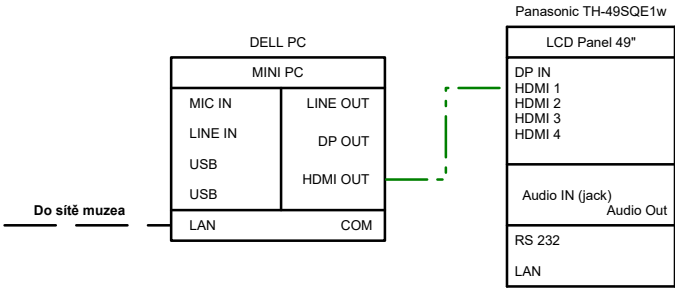 Panasonic TH-49SQE1w
DELL PC
LCD Panel 49"
MINI PC
MIC IN
LINE OUT
LINE IN
DP OUT
USB
HDMI OUT
USB
LAN
COM
Do sítě muzea
DP IN
HDMI 1
HDMI 2
HDMI 3
HDMI 4
Audio IN (jack)
Audio Out
RS 232
LAN